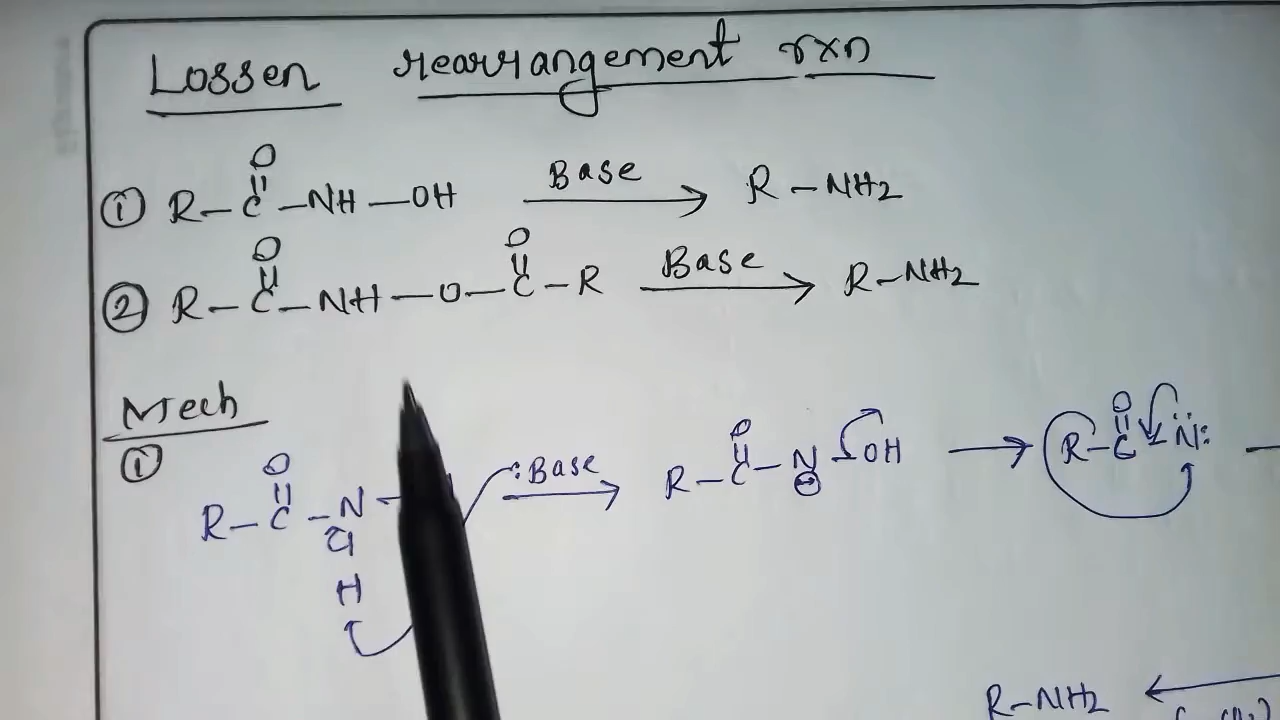 Lossen rearrangement rxn
① R-C(=O)-NH-OH Base → R-NH2
② R-C(=O)-NH-O-C(=O)-R Base → R-NH2
Mech
①
R-C(=O)-N-H :Base → R-C(=O)-N⊖-OH → R-C(=O)-N̈:
R-NH2 ←